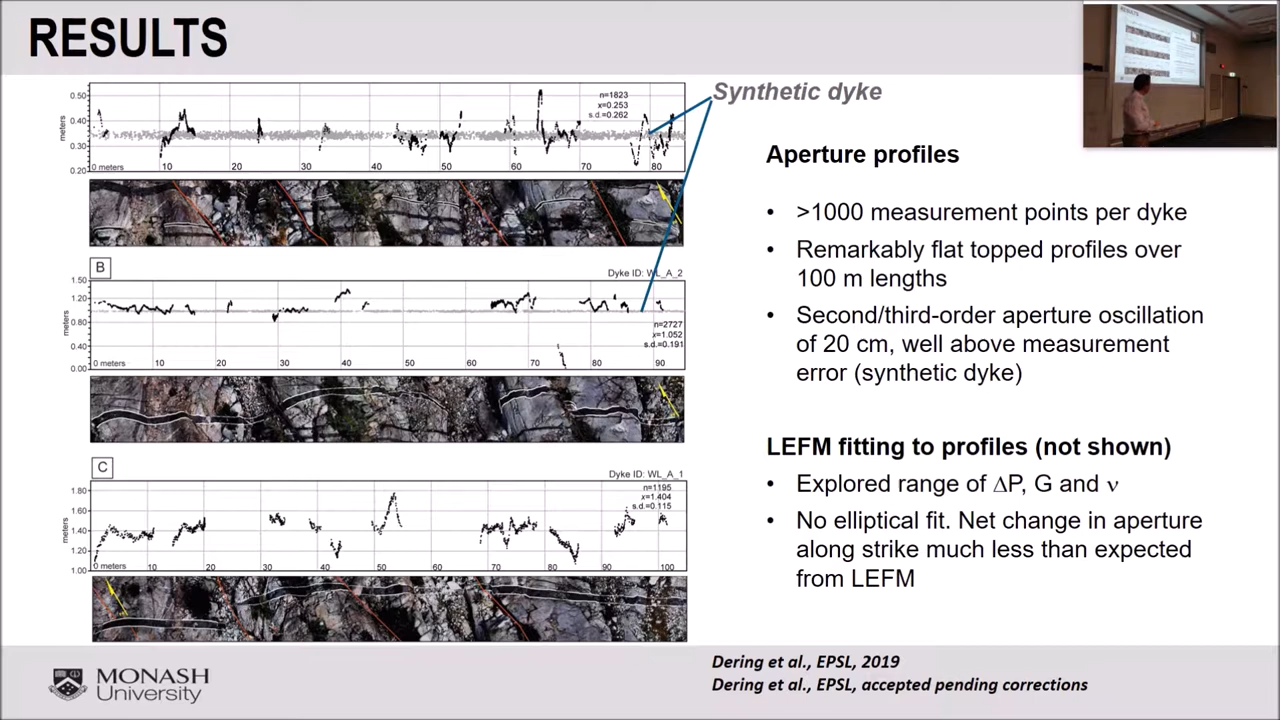 RESULTS
Synthetic dyke
0.50
0.40
0.30
0.20
meters
n=1823
x=0.253
s.d.=0.262
0 meters 10 20 30 40 50 60 70 80
B
Dyke ID: WL_A_2
1.50
1.20
0.80
0.40
0.00
meters
n=2727
x=1.052
s.d.=0.191
0 meters 10 20 30 40 50 60 70 80 90
C
Dyke ID: WL_A_1
1.80
1.60
1.40
1.20
1.00
meters
n=1195
x=1.404
s.d.=0.115
0 meters 10 20 30 40 50 60 70 80 90 100
Aperture profiles
• >1000 measurement points per dyke
• Remarkably flat topped profiles over
100 m lengths
• Second/third-order aperture oscillation
of 20 cm, well above measurement
error (synthetic dyke)
LEFM fitting to profiles (not shown)
• Explored range of ΔP, G and ν
• No elliptical fit. Net change in aperture
along strike much less than expected
from LEFM
MONASH
University
Dering et al., EPSL, 2019
Dering et al., EPSL, accepted pending corrections